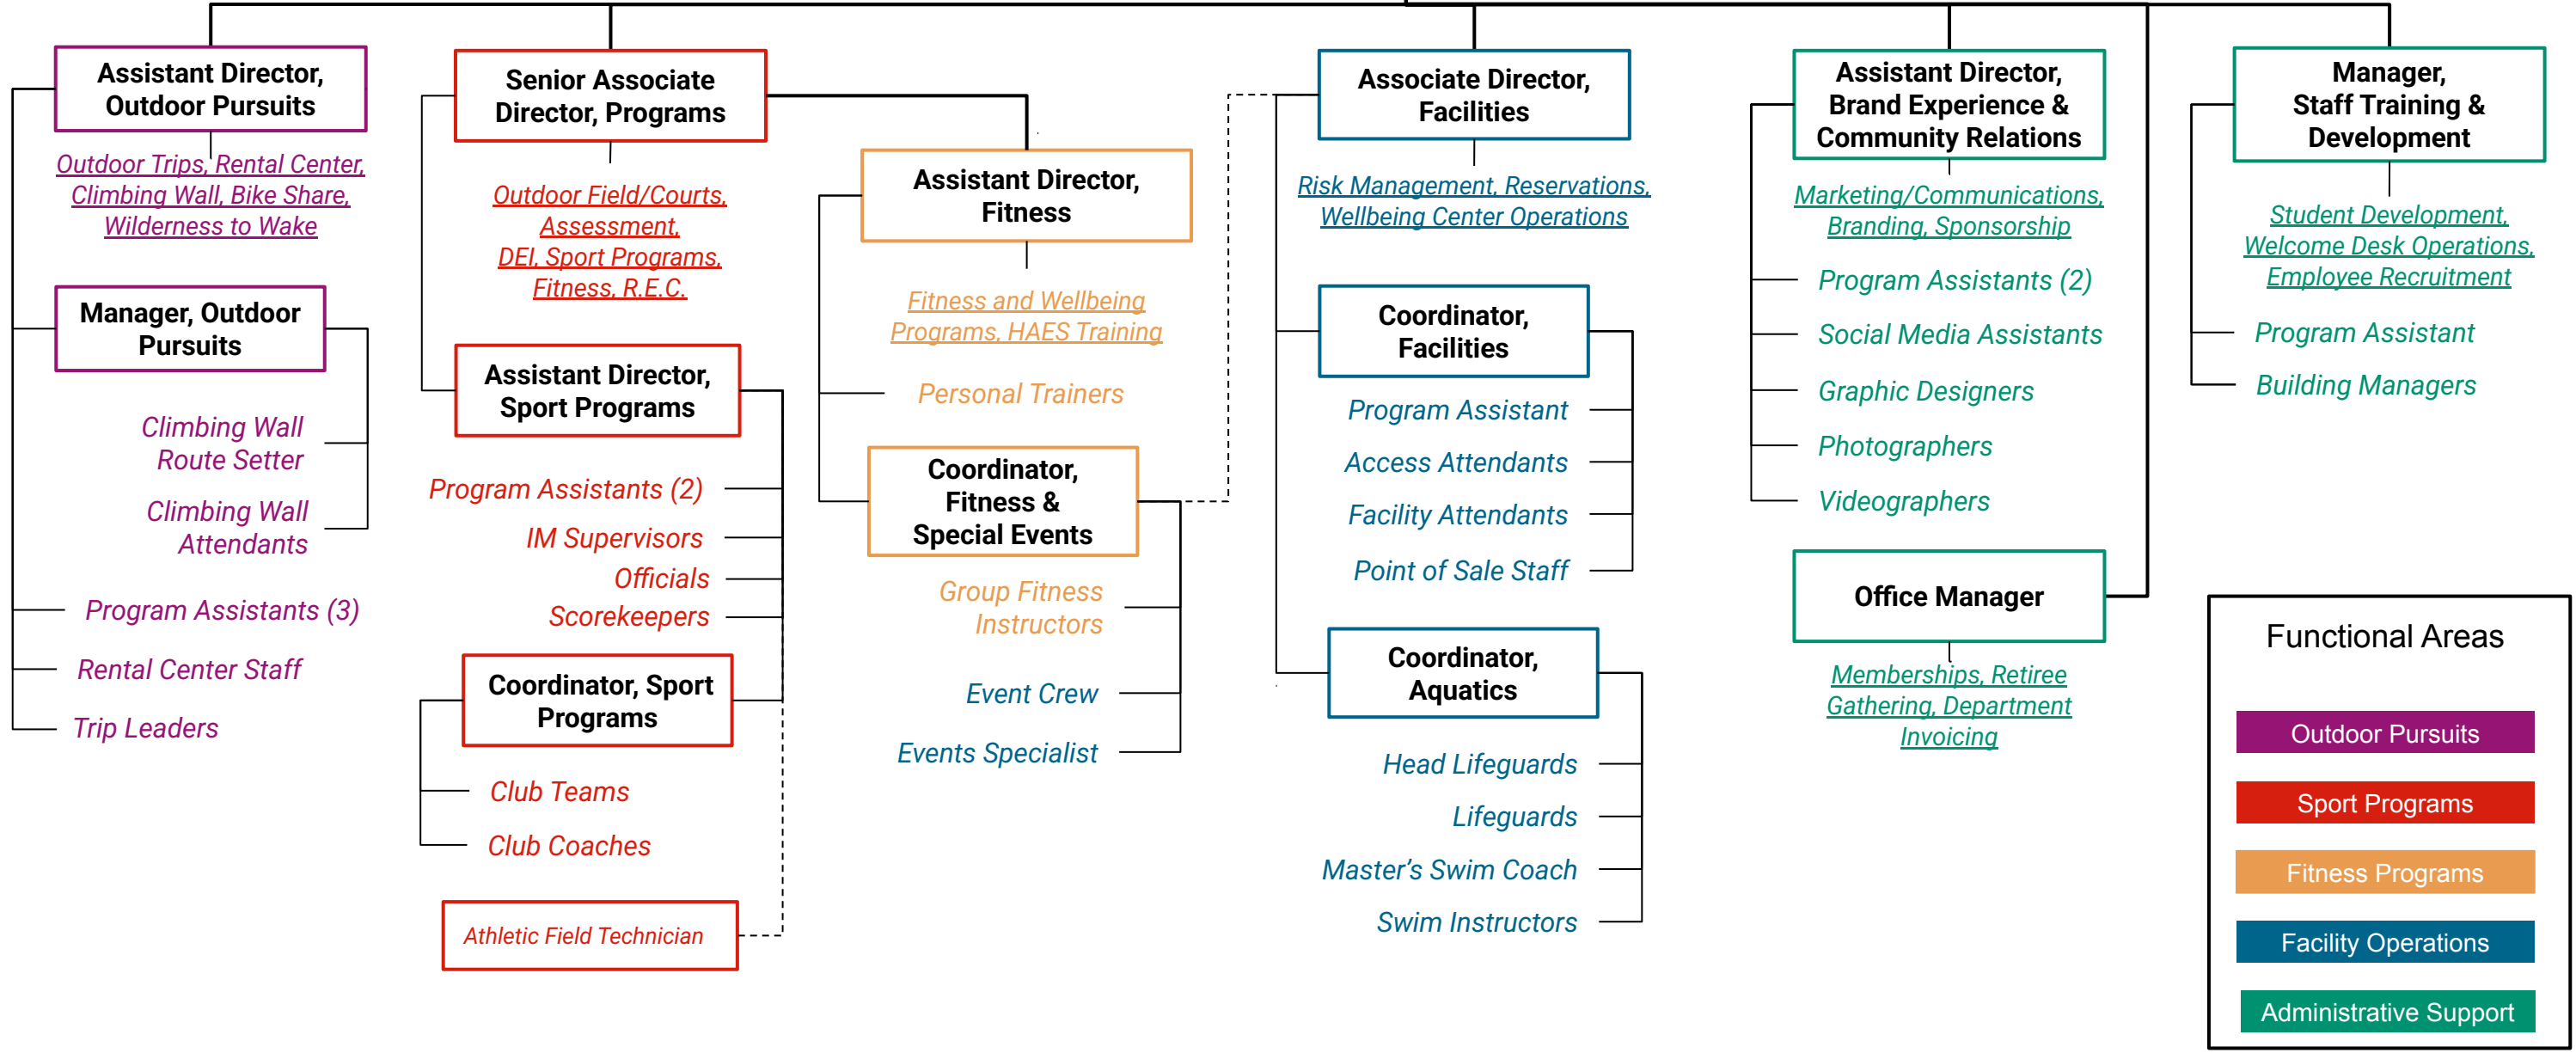 Assistant Director,
Outdoor Pursuits
Outdoor Trips, Rental Center,
Climbing Wall, Bike Share,
Wilderness to Wake
Manager, Outdoor
Pursuits
Climbing Wall
Route Setter
Climbing Wall
Attendants
Program Assistants (3)
Rental Center Staff
Trip Leaders
Senior Associate
Director, Programs
Outdoor Field/Courts,
Assessment,
DEI, Sport Programs,
Fitness, R.E.C.
Assistant Director,
Sport Programs
Program Assistants (2)
IM Supervisors
Officials
Scorekeepers
Coordinator, Sport
Programs
Club Teams
Club Coaches
Athletic Field Technician
Assistant Director,
Fitness
Fitness and Wellbeing
Programs, HAES Training
Personal Trainers
Coordinator,
Fitness &
Special Events
Group Fitness
Instructors
Event Crew
Events Specialist
Associate Director,
Facilities
Risk Management, Reservations,
Wellbeing Center Operations
Coordinator,
Facilities
Program Assistant
Access Attendants
Facility Attendants
Point of Sale Staff
Coordinator,
Aquatics
Head Lifeguards
Lifeguards
Master’s Swim Coach
Swim Instructors
Assistant Director,
Brand Experience &
Community Relations
Marketing/Communications,
Branding, Sponsorship
Program Assistants (2)
Social Media Assistants
Graphic Designers
Photographers
Videographers
Office Manager
Memberships, Retiree
Gathering, Department
Invoicing
Manager,
Staff Training &
Development
Student Development,
Welcome Desk Operations,
Employee Recruitment
Program Assistant
Building Managers
Functional Areas
Outdoor Pursuits
Sport Programs
Fitness Programs
Facility Operations
Administrative Support